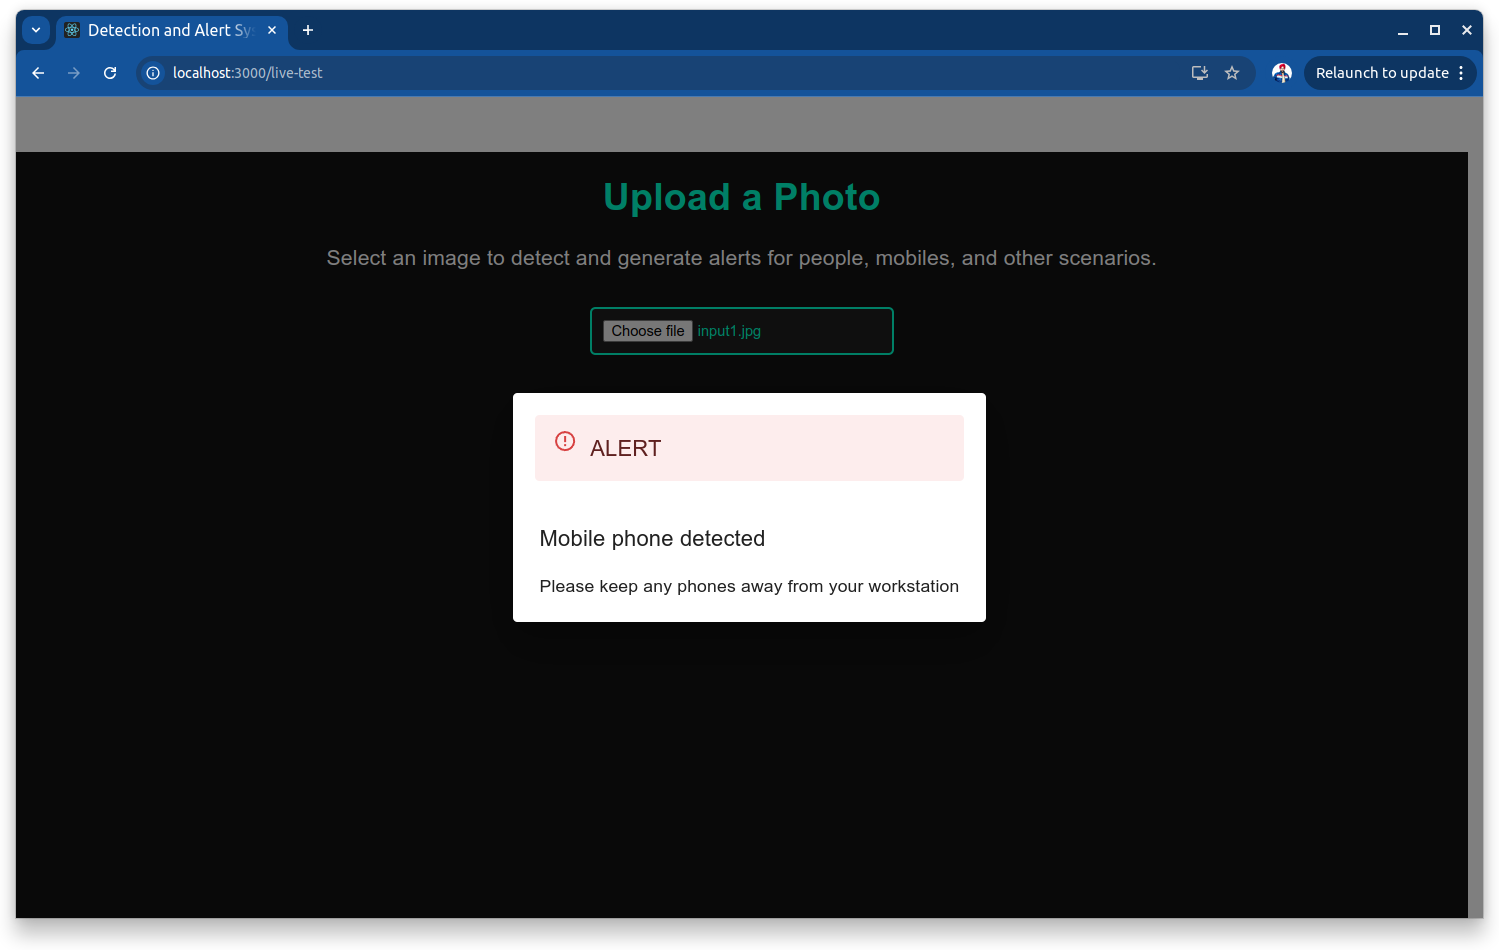 Detection and Alert Sy
localhost:3000/live-test
Relaunch to update
Upload a Photo
Select an image to detect and generate alerts for people, mobiles, and other scenarios.
Choose file input1.jpg
ALERT
Mobile phone detected
Please keep any phones away from your workstation